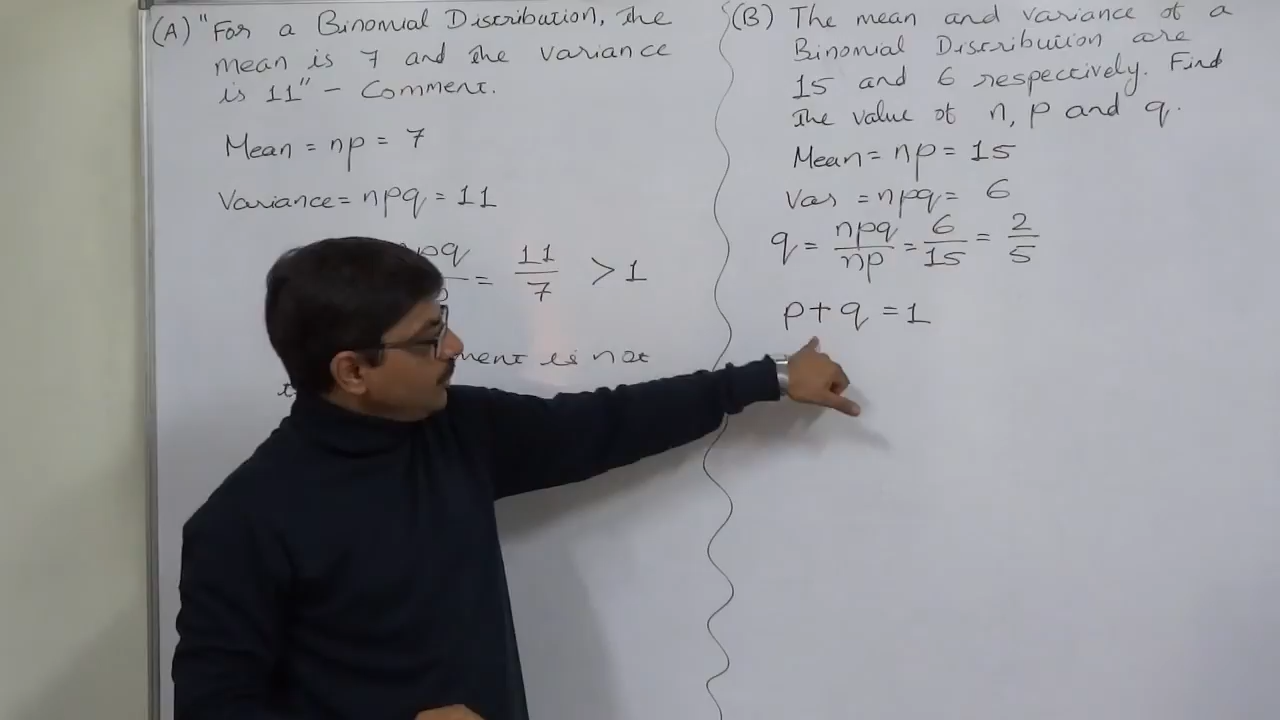 (A) "For a Binomial Distribution, the
mean is 7 and the variance
is 11" - Comment.
Mean = np = 7
Variance = npq = 11
pq = 11/7 > 1
ment is not
(B) The mean and variance of a
Binomial Distribution are
15 and 6 respectively. Find
the value of n, p and q.
Mean = np = 15
Var = npq = 6
q = npq/np = 6/15 = 2/5
p + q = 1